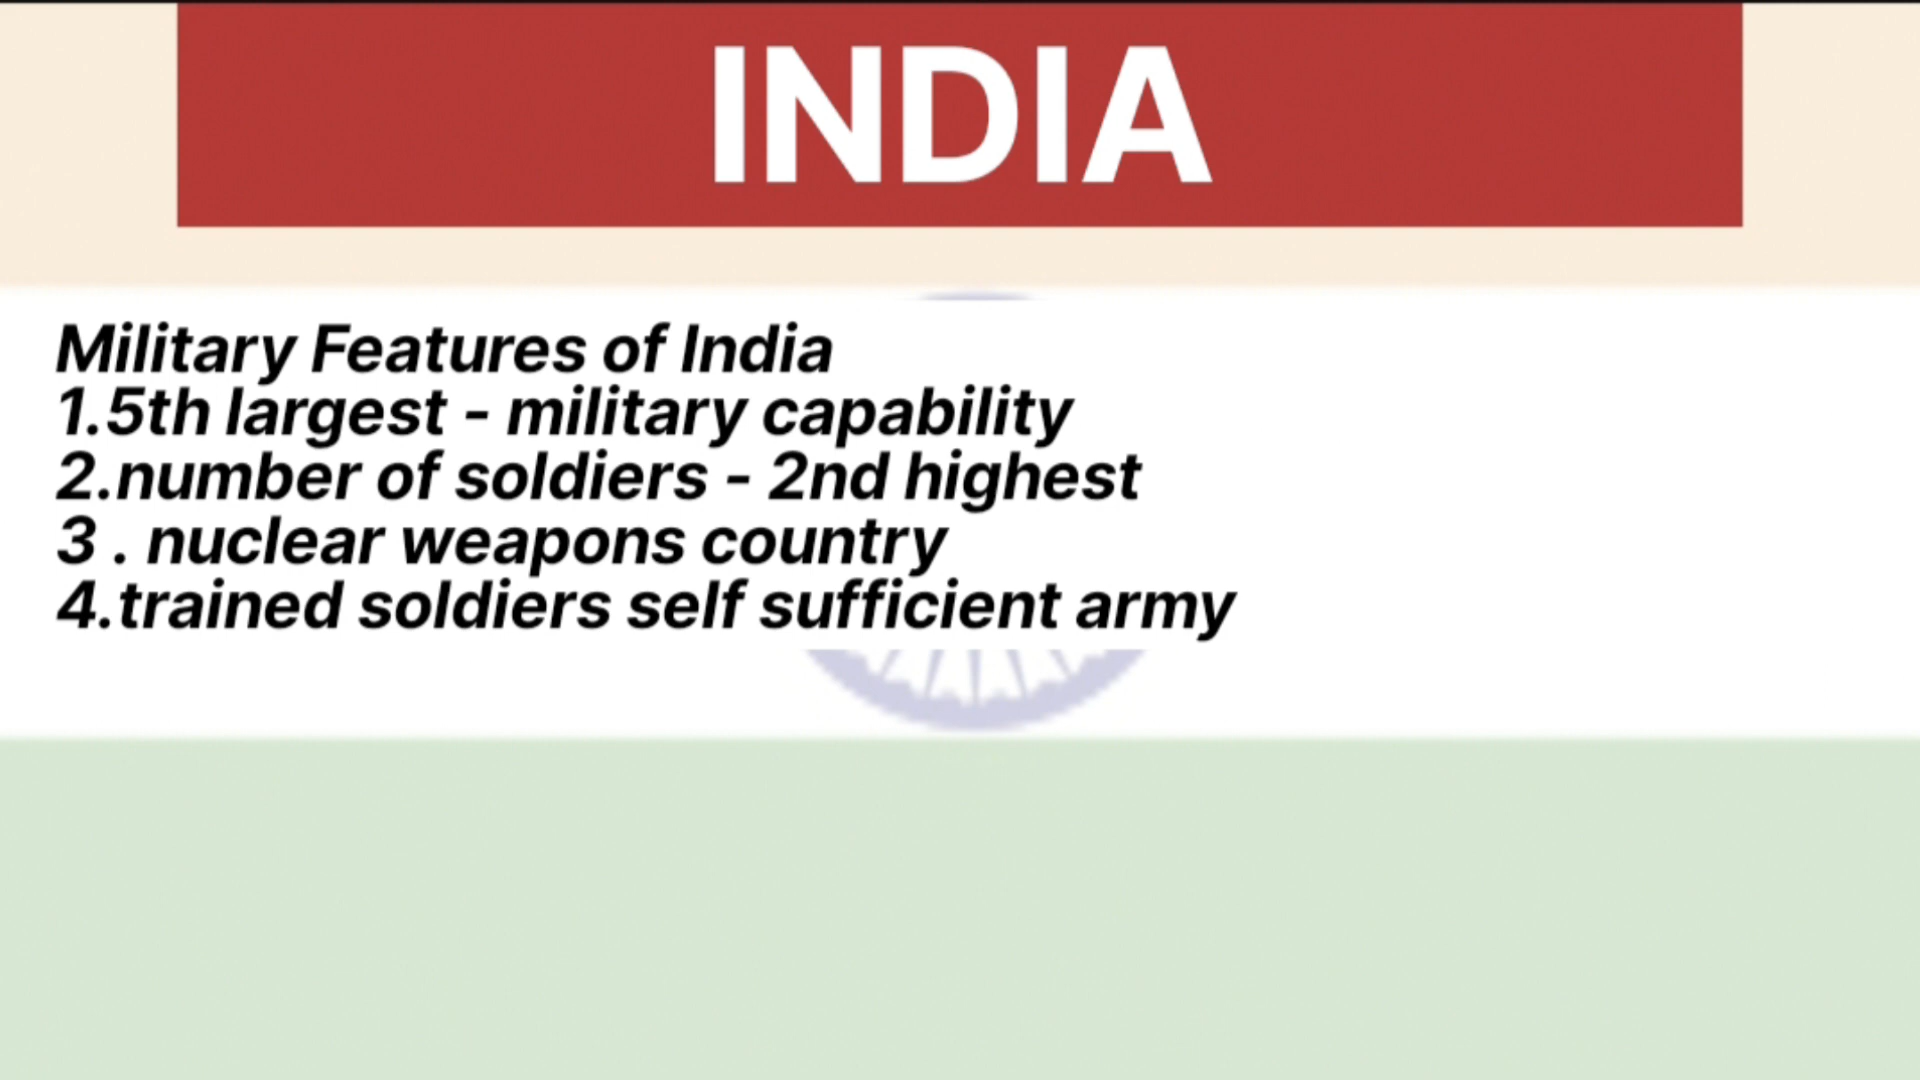 INDIA
Military Features of India
1.5th largest - military capability
2.number of soldiers - 2nd highest
3 . nuclear weapons country
4.trained soldiers self sufficient army